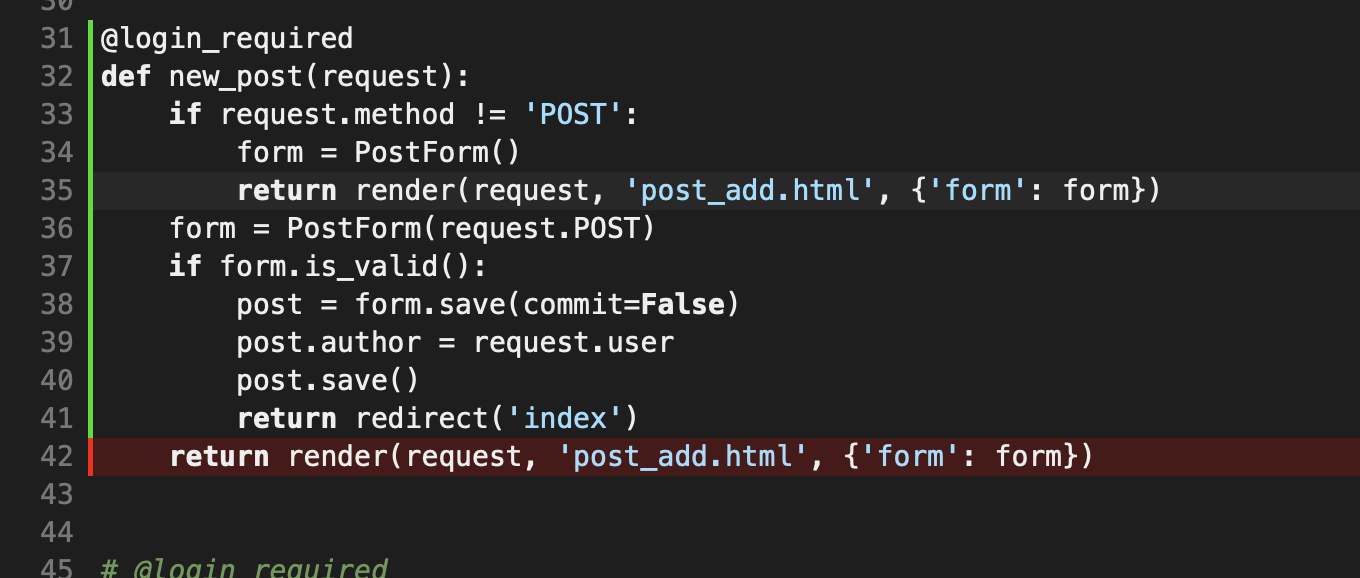 30
31 @login_required
32 def new_post(request):
33     if request.method != 'POST':
34         form = PostForm()
35         return render(request, 'post_add.html', {'form': form})
36     form = PostForm(request.POST)
37     if form.is_valid():
38         post = form.save(commit=False)
39         post.author = request.user
40         post.save()
41         return redirect('index')
42     return render(request, 'post_add.html', {'form': form})
43
44
45 # @login_required